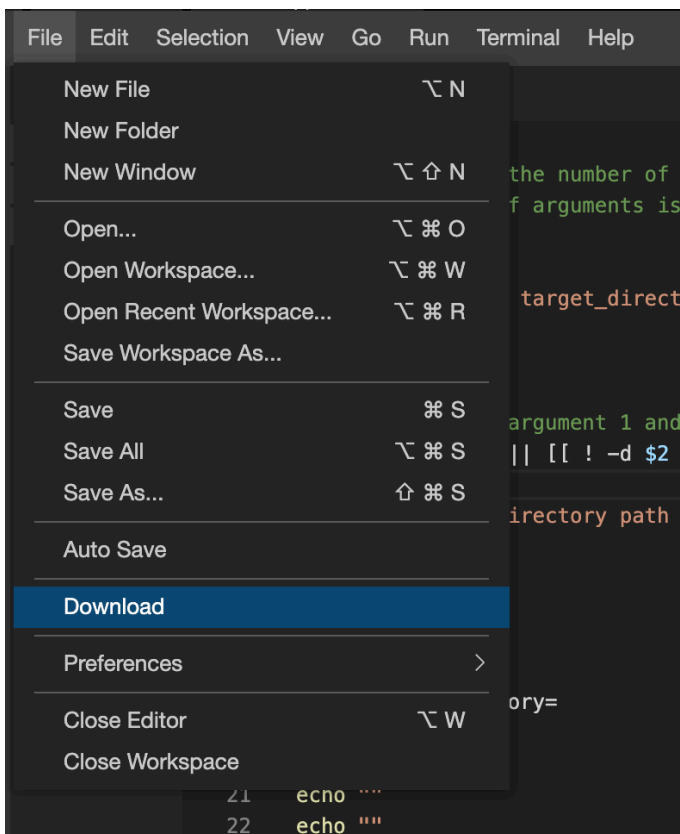 File Edit Selection View Go Run Terminal Help
New File ⌥ N
New Folder
New Window ⌥ ⇧ N
the number of
f arguments is
Open... ⌥ ⌘ O
Open Workspace... ⌥ ⌘ W
Open Recent Workspace... ⌥ ⌘ R
target_direct
Save Workspace As...
Save ⌘ S
argument 1 and
Save All ⌥ ⌘ S
|| [[ ! -d $2
Save As... ⇧ ⌘ S
irectory path
Auto Save
Download
Preferences >
ory=
Close Editor ⌥ W
Close Workspace
21 echo ""
22 echo ""